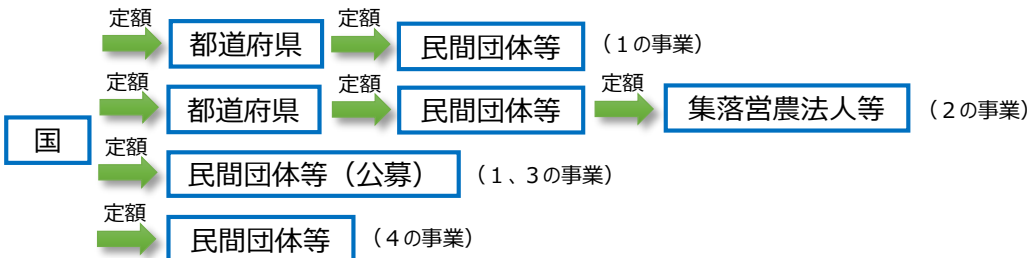 定額 定額
都道府県 民間団体等 （１の事業）
定額 定額 定額
都道府県 民間団体等 集落営農法人等 （２の事業）
国
定額
民間団体等（公募） （１、３の事業）
定額
民間団体等 （４の事業）